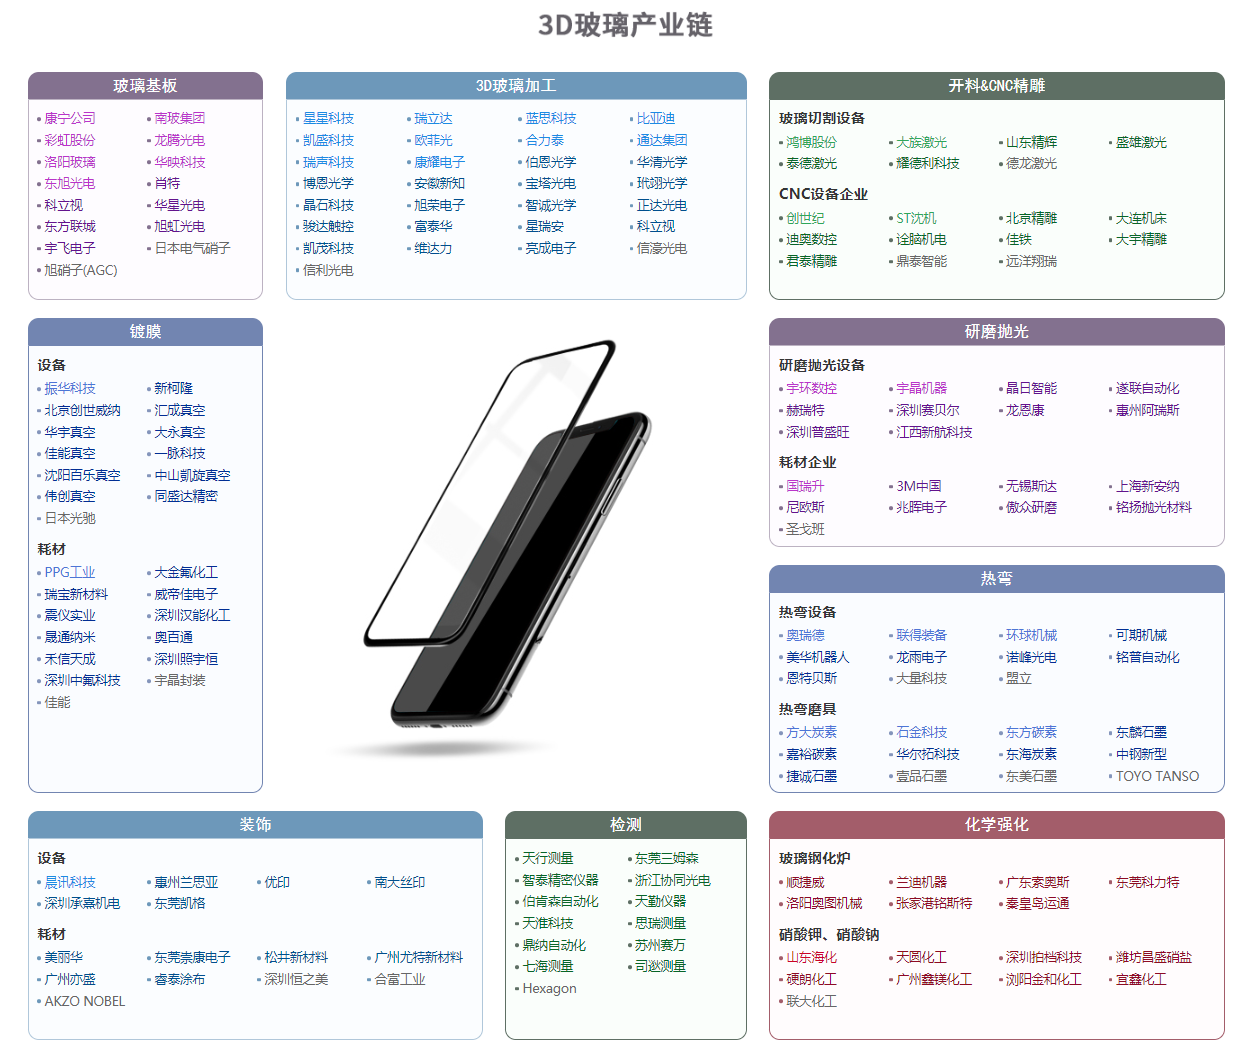 3D玻璃产业链
玻璃基板
康宁公司 南玻集团
彩虹股份 龙腾光电
洛阳玻璃 华映科技
东旭光电 肖特
科立视 华星光电
东方联城 旭虹光电
宇飞电子 日本电气硝子
旭硝子(AGC)
3D玻璃加工
星星科技 瑞立达 蓝思科技 比亚迪
凯盛科技 欧菲光 合力泰 通达集团
瑞声科技 康耀电子 伯恩光学 华清光学
博恩光学 安徽新知 宝塔光电 玳翊光学
晶石科技 旭荣电子 智诚光学 正达光电
骏达触控 富泰华 星瑞安 科立视
凯茂科技 维达力 亮成电子 信濠光电
信利光电
开料&CNC精雕
玻璃切割设备
鸿博股份 大族激光 山东精辉 盛雄激光
泰德激光 耀德利科技 德龙激光
CNC设备企业
创世纪 ST沈机 北京精雕 大连机床
迪奥数控 诠脑机电 佳铁 大宇精雕
君泰精雕 鼎泰智能 远洋翔瑞
镀膜
设备
振华科技 新柯隆
北京创世威纳 汇成真空
华宇真空 大永真空
佳能真空 一脉科技
沈阳百乐真空 中山凯旋真空
伟创真空 同盛达精密
日本光驰
耗材
PPG工业 大金氟化工
瑞宝新材料 威帝佳电子
震仪实业 深圳汉能化工
晟通纳米 奥百通
禾信天成 深圳照宇恒
深圳中氟科技 宇晶封装
佳能
研磨抛光
研磨抛光设备
宇环数控 宇晶机器 晶日智能 遂联自动化
赫瑞特 深圳赛贝尔 龙恩康 惠州阿瑞斯
深圳普盛旺 江西新航科技
耗材企业
国瑞升 3M中国 无锡斯达 上海新安纳
尼欧斯 兆晖电子 傲众研磨 铭扬抛光材料
圣戈班
热弯
热弯设备
奥瑞德 联得装备 环球机械 可期机械
美华机器人 龙雨电子 诺峰光电 铭普自动化
恩特贝斯 大量科技 盟立
热弯磨具
方大炭素 石金科技 东方碳素 东麟石墨
嘉裕碳素 华尔拓科技 东海炭素 中钢新型
捷诚石墨 壹品石墨 东美石墨 TOYO TANSO
装饰
设备
晨讯科技 惠州兰思亚 优印 南大丝印
深圳承熹机电 东莞凯格
耗材
美丽华 东莞崇康电子 松井新材料 广州尤特新材料
广州亦盛 睿泰涂布 深圳恒之美 合富工业
AKZO NOBEL
检测
天行测量 东莞三姆森
智泰精密仪器 浙江协同光电
伯肯森自动化 天勤仪器
天准科技 思瑞测量
鼎纳自动化 苏州赛万
七海测量 司逖测量
Hexagon
化学强化
玻璃钢化炉
顺捷威 兰迪机器 广东索奥斯 东莞科力特
洛阳奥图机械 张家港铭斯特 秦皇岛运通
硝酸钾、硝酸钠
山东海化 天圆化工 深圳拍档科技 潍坊昌盛硝盐
硬朗化工 广州鑫镁化工 浏阳金和化工 宜鑫化工
联大化工